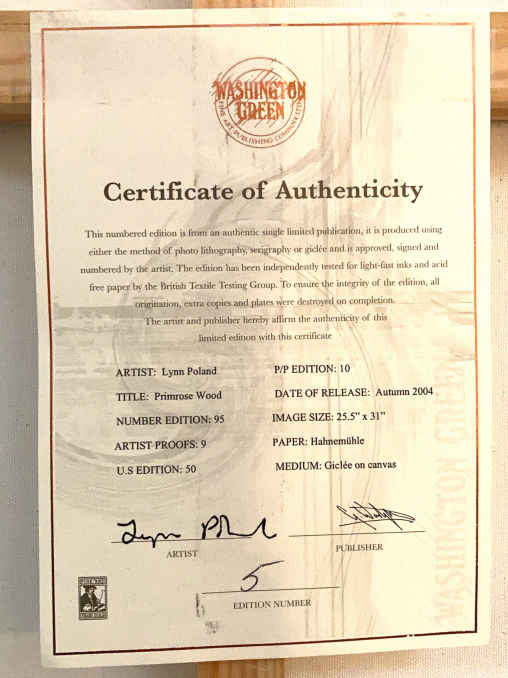 WASHINGTON
GREEN
FINE ART PUBLISHING COMPANY LTD
Certificate of Authenticity
This numbered edition is from an authentic single limited publication, it is produced using
either the method of photo lithography, serigraphy or giclée and is approved, signed and
numbered by the artist. The edition has been independently tested for light-fast inks and acid
free paper by the British Textile Testing Group. To ensure the integrity of the edition, all
origination, extra copies and plates were destroyed on completion.
The artist and publisher hereby affirm the authenticity of this
limited edition with this certificate
ARTIST: Lynn Poland
P/P EDITION: 10
TITLE: Primrose Wood
DATE OF RELEASE: Autumn 2004
NUMBER EDITION: 95
IMAGE SIZE: 25.5" x 31"
ARTIST PROOFS: 9
PAPER: Hahnemühle
U.S EDITION: 50
MEDIUM: Giclée on canvas
ARTIST
PUBLISHER
5
EDITION NUMBER
WASHINGTON GREEN